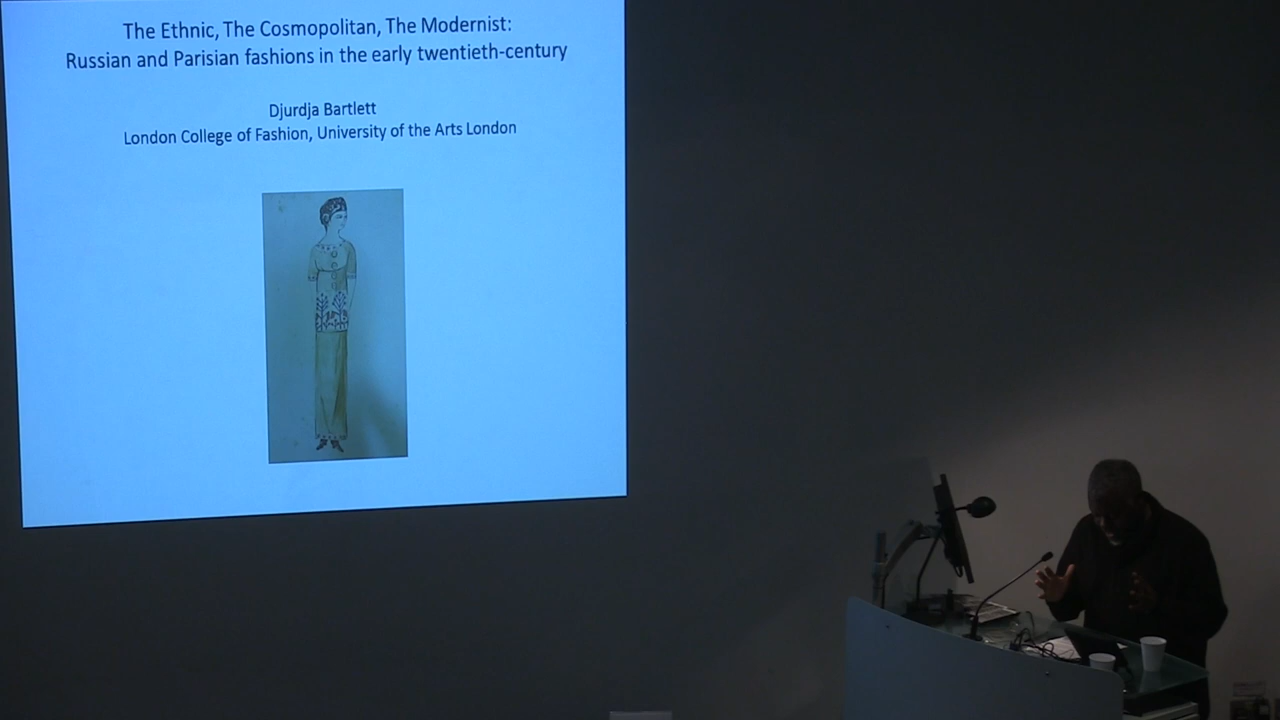 The Ethnic, The Cosmopolitan, The Modernist:
Russian and Parisian fashions in the early twentieth-century
Djurdja Bartlett
London College of Fashion, University of the Arts London